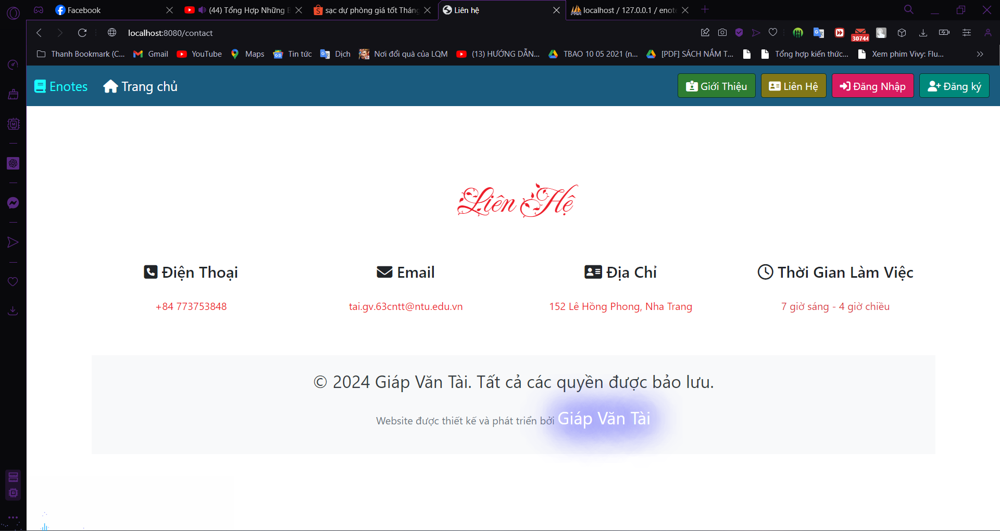 Facebook
(44) Tổng Hợp Những
sạc dự phòng giá tốt Tháng
Liên hệ
localhost / 127.0.0.1 / enote
localhost:8080/contact
30744
Thanh Bookmark (C...
Gmail
YouTube
Maps
Tin tức
Dịch
Nơi đổi quà của LQM
(13) HƯỚNG DẪN...
TBAO 10 05 2021 (n...
[PDF] SÁCH NẮM T...
Tổng hợp kiến thức...
Xem phim Vivy: Flu...
Enotes
Trang chủ
Giới Thiệu
Liên Hệ
Đăng Nhập
Đăng ký
Liên Hệ
Điện Thoại
Email
Địa Chỉ
Thời Gian Làm Việc
+84 773753848
tai.gv.63cntt@ntu.edu.vn
152 Lê Hồng Phong, Nha Trang
7 giờ sáng - 4 giờ chiều
© 2024 Giáp Văn Tài. Tất cả các quyền được bảo lưu.
Website được thiết kế và phát triển bởi Giáp Văn Tài